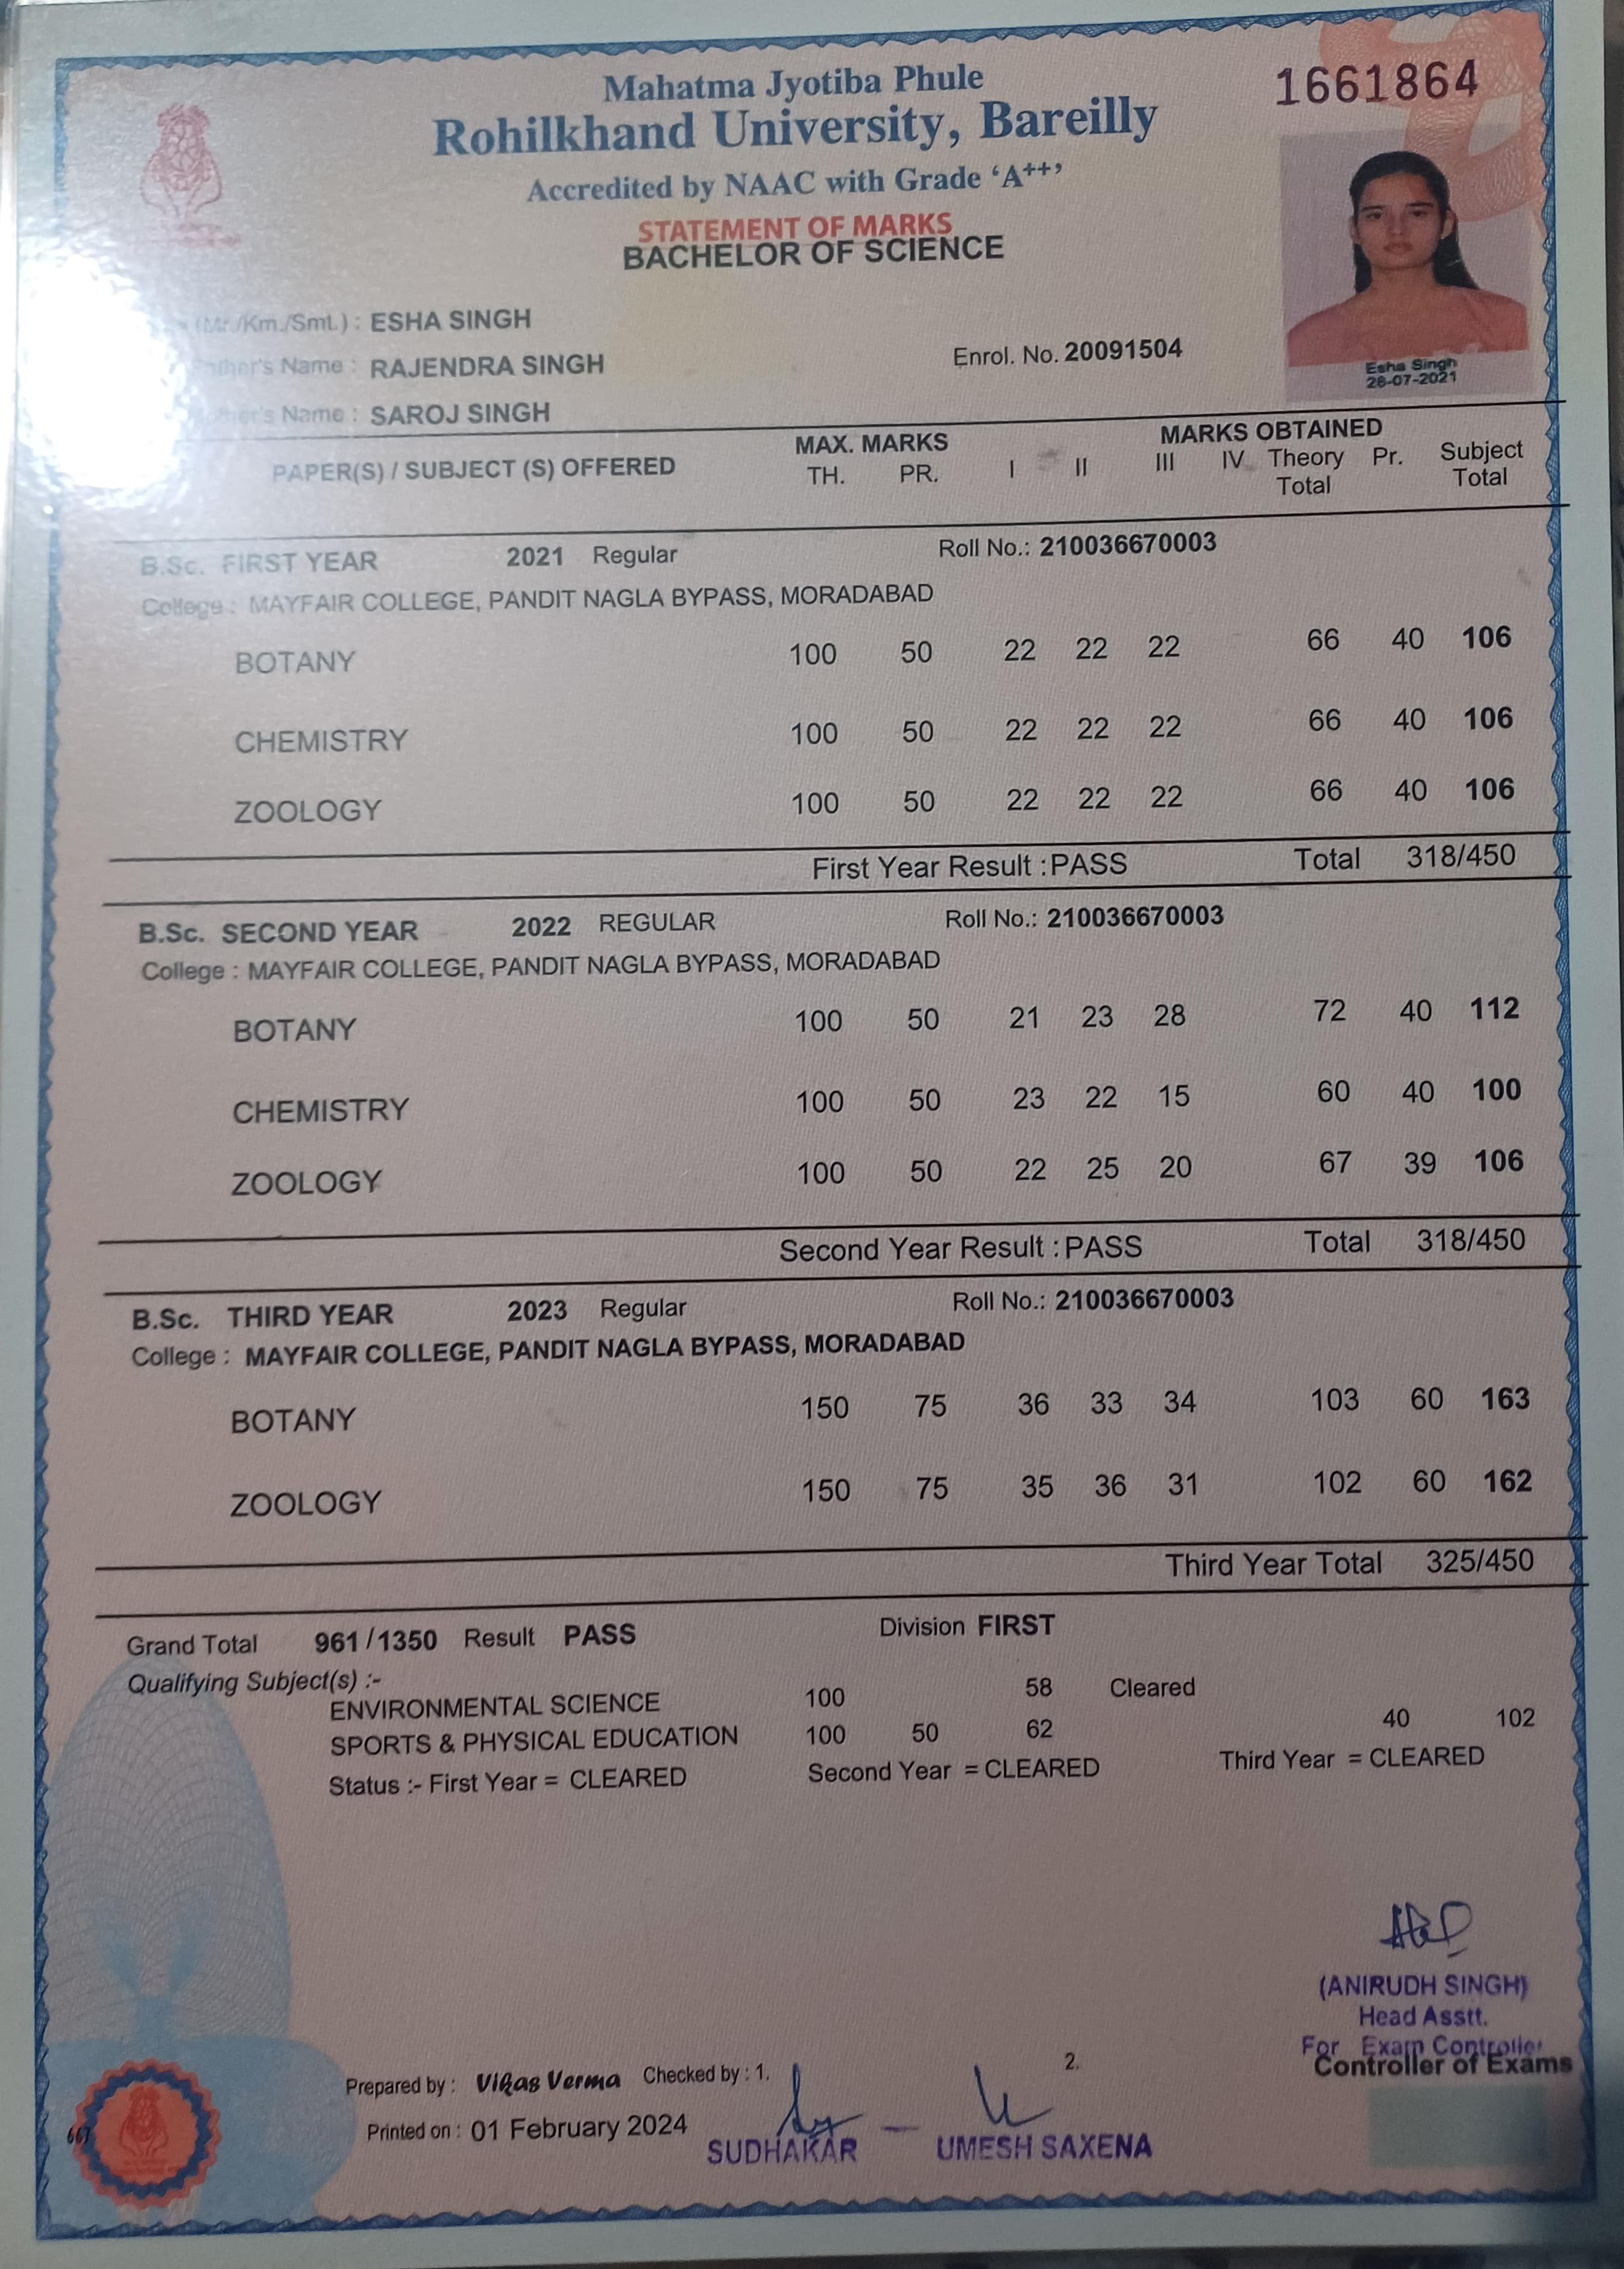 1661864
Mahatma Jyotiba Phule
Rohilkhand University, Bareilly
Accredited by NAAC with Grade ‘A++’
STATEMENT OF MARKS
BACHELOR OF SCIENCE
Esha Singh
28-07-2021
(Mr./Km./Smt.) : ESHA SINGH
Father's Name : RAJENDRA SINGH Enrol. No. 20091504
Mother's Name : SAROJ SINGH
PAPER(S) / SUBJECT (S) OFFERED MAX. MARKS MARKS OBTAINED
TH. PR. I II III IV Theory Total Pr. Subject Total
B.Sc. FIRST YEAR 2021 Regular Roll No.: 210036670003
College : MAYFAIR COLLEGE, PANDIT NAGLA BYPASS, MORADABAD
BOTANY 100 50 22 22 22 66 40 106
CHEMISTRY 100 50 22 22 22 66 40 106
ZOOLOGY 100 50 22 22 22 66 40 106
First Year Result : PASS Total 318/450
B.Sc. SECOND YEAR 2022 REGULAR Roll No.: 210036670003
College : MAYFAIR COLLEGE, PANDIT NAGLA BYPASS, MORADABAD
BOTANY 100 50 21 23 28 72 40 112
CHEMISTRY 100 50 23 22 15 60 40 100
ZOOLOGY 100 50 22 25 20 67 39 106
Second Year Result : PASS Total 318/450
B.Sc. THIRD YEAR 2023 Regular Roll No.: 210036670003
College : MAYFAIR COLLEGE, PANDIT NAGLA BYPASS, MORADABAD
BOTANY 150 75 36 33 34 103 60 163
ZOOLOGY 150 75 35 36 31 102 60 162
Third Year Total 325/450
Grand Total 961/1350 Result PASS Division FIRST
Qualifying Subject(s) :-
ENVIRONMENTAL SCIENCE 100 58 Cleared
SPORTS & PHYSICAL EDUCATION 100 50 62 40 102
Status :- First Year = CLEARED Second Year = CLEARED Third Year = CLEARED
(ANIRUDH SINGH)
Head Asstt.
For Exam Controller
Controller of Exams
Prepared by : Vikas Verma Checked by : 1. 2.
Printed on : 01 February 2024
SUDHAKAR UMESH SAXENA
667